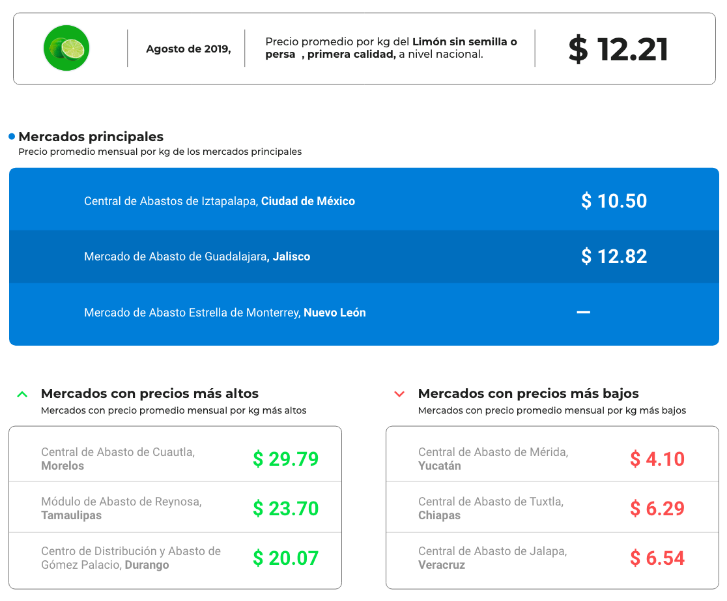 Agosto de 2019,
Precio promedio por kg del Limón sin semilla o
persa , primera calidad, a nivel nacional.
$ 12.21
Mercados principales
Precio promedio mensual por kg de los mercados principales
Central de Abastos de Iztapalapa, Ciudad de México
$ 10.50
Mercado de Abasto de Guadalajara, Jalisco
$ 12.82
Mercado de Abasto Estrella de Monterrey, Nuevo León
—
Mercados con precios más altos
Mercados con precio promedio mensual por kg más altos
Central de Abasto de Cuautla,
Morelos
$ 29.79
Módulo de Abasto de Reynosa,
Tamaulipas
$ 23.70
Centro de Distribución y Abasto de
Gómez Palacio, Durango
$ 20.07
Mercados con precios más bajos
Mercados con precio promedio mensual por kg más bajos
Central de Abasto de Mérida,
Yucatán
$ 4.10
Central de Abasto de Tuxtla,
Chiapas
$ 6.29
Central de Abasto de Jalapa,
Veracruz
$ 6.54